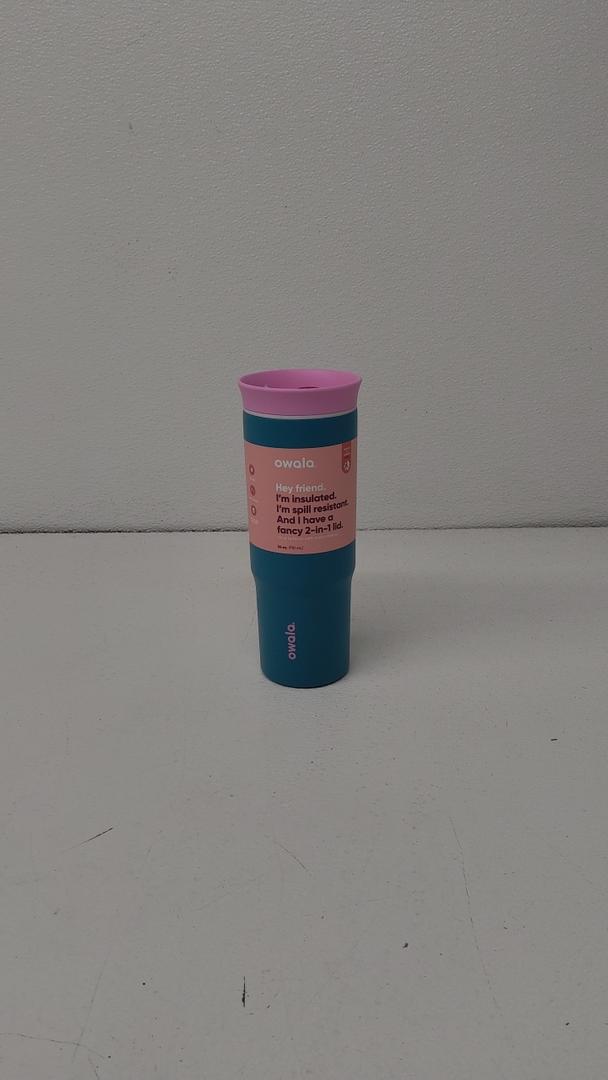 owala.
Hey friend.
I'm insulated.
I'm spill resistant.
And I have a
fancy 2-in-1 lid.
owala.